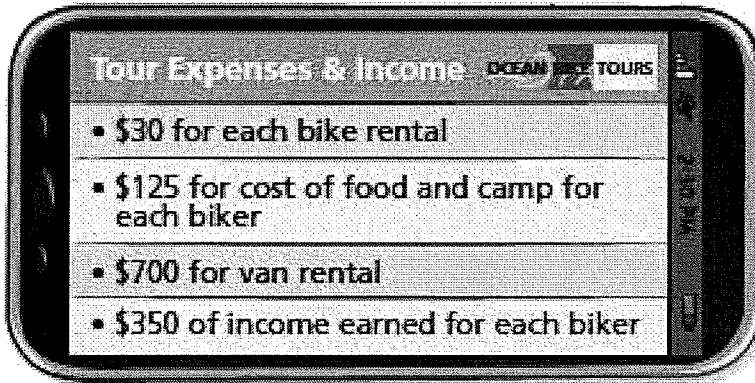 Tour Expenses & Income
OCEAN BIKE TOURS
• $30 for each bike rental
• $125 for cost of food and camp for
each biker
• $700 for van rental
• $350 of income earned for each biker